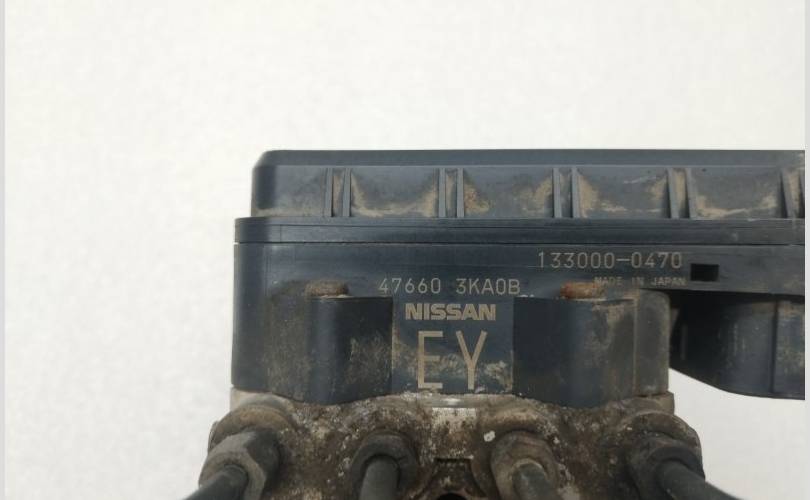 133000-0470
47660 3KA0B
MADE IN JAPAN
NISSAN
EY